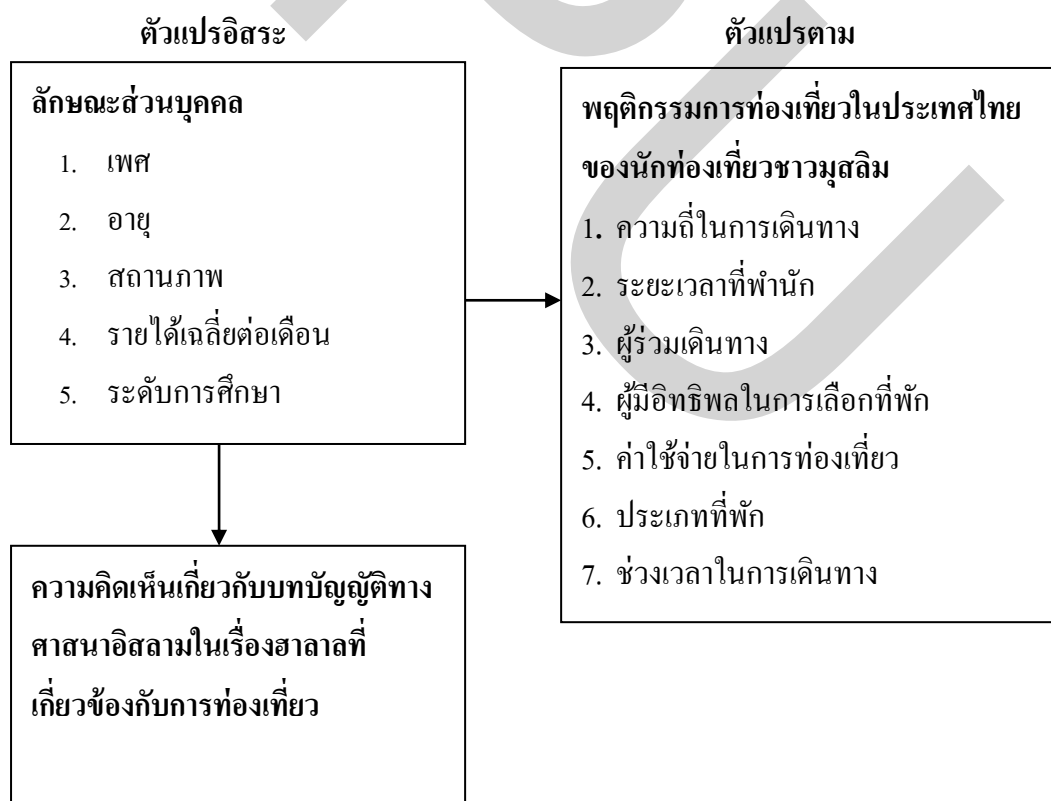 ตัวแปรอิสระ
ตัวแปรตาม
ลักษณะส่วนบุคคล
1. เพศ
2. อายุ
3. สถานภาพ
4. รายได้เฉลี่ยต่อเดือน
5. ระดับการศึกษา
พฤติกรรมการท่องเที่ยวในประเทศไทย
ของนักท่องเที่ยวชาวมุสลิม
1. ความถี่ในการเดินทาง
2. ระยะเวลาที่พำนัก
3. ผู้ร่วมเดินทาง
4. ผู้มีอิทธิพลในการเลือกที่พัก
5. ค่าใช้จ่ายในการท่องเที่ยว
6. ประเภทที่พัก
7. ช่วงเวลาในการเดินทาง
ความคิดเห็นเกี่ยวกับบทบัญญัติทาง
ศาสนาอิสลามในเรื่องฮาลาลที่
เกี่ยวข้องกับการท่องเที่ยว